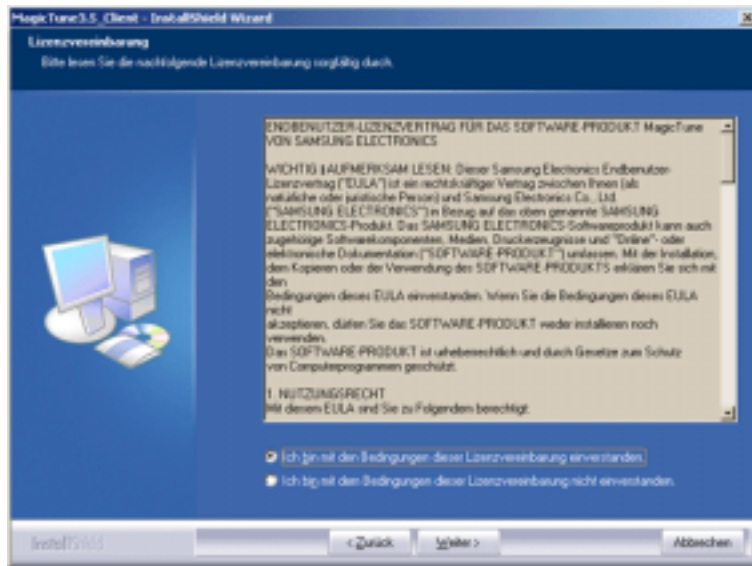 MagicTune3.5_Client - InstallShield Wizard
Lizenzvereinbarung
Bitte lesen Sie die nachfolgende Lizenzvereinbarung sorgfältig durch.
ENDBENUTZER-LIZENZVERTRAG FÜR DAS SOFTWARE-PRODUKT MagicTune
VON SAMSUNG ELECTRONICS
WICHTIG | AUFMERKSAM LESEN: Dieser Samsung Electronics Endbenutzer-
Lizenzvertrag ("EULA") ist ein rechtskräftiger Vertrag zwischen Ihnen (als
natürliche oder juristische Person) und Samsung Electronics Co., Ltd.
("SAMSUNG ELECTRONICS") in Bezug auf das oben genannte SAMSUNG
ELECTRONICS-Produkt. Das SAMSUNG ELECTRONICS-Softwareprodukt kann auch
zugehörige Softwarekomponenten, Medien, Druckerzeugnisse und "Online"- oder
elektronische Dokumentation ("SOFTWARE-PRODUKT") umfassen. Mit der Installation,
dem Kopieren oder der Verwendung des SOFTWARE-PRODUKTS erklären Sie sich mit
den
Bedingungen dieses EULA einverstanden. Wenn Sie die Bedingungen dieses EULA
nicht
akzeptieren, dürfen Sie das SOFTWARE-PRODUKT weder installieren noch
verwenden.
Das SOFTWARE-PRODUKT ist urheberrechtlich und durch Gesetze zum Schutz
von Computerprogrammen geschützt.
1. NUTZUNGSRECHT
Mit diesem EULA sind Sie zu Folgendem berechtigt:
Ich bin mit den Bedingungen dieser Lizenzvereinbarung einverstanden.
Ich bin mit den Bedingungen dieser Lizenzvereinbarung nicht einverstanden.
InstallShield
< Zurück
Weiter >
Abbrechen